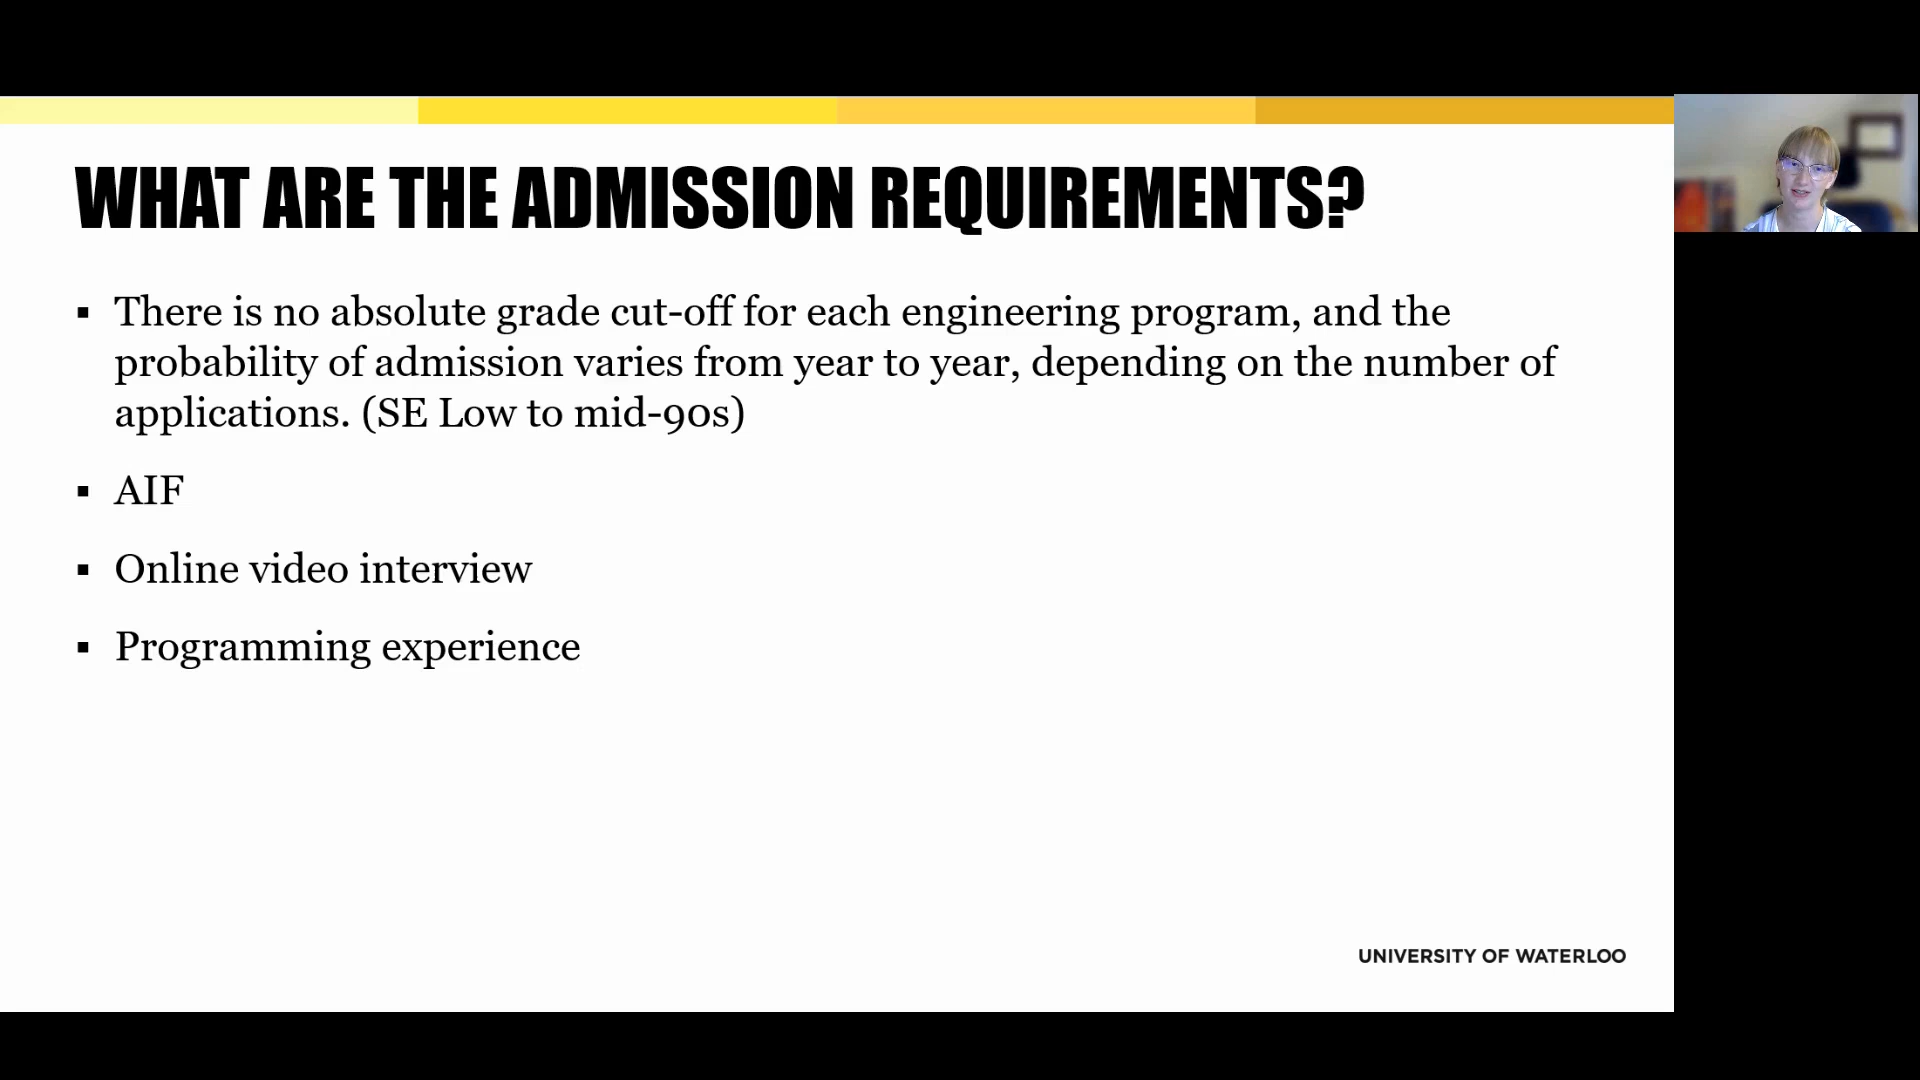 WHAT ARE THE ADMISSION REQUIREMENTS?
▪ There is no absolute grade cut-off for each engineering program, and the
probability of admission varies from year to year, depending on the number of
applications. (SE Low to mid-90s)
▪ AIF
▪ Online video interview
▪ Programming experience
UNIVERSITY OF WATERLOO